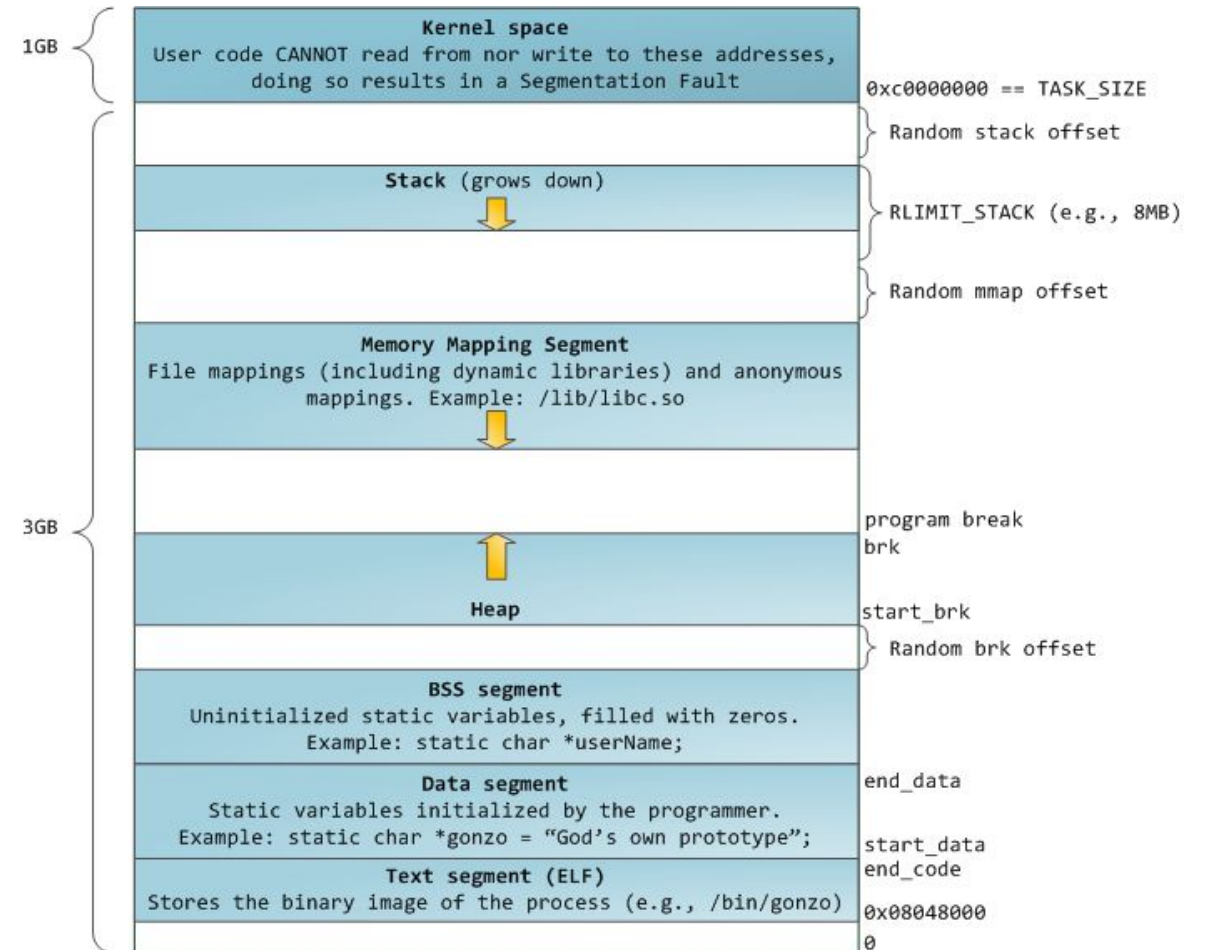 Kernel space
1GB
User code CANNOT read from nor write to these addresses,
doing so results in a Segmentation Fault
0xc0000000 == TASK_SIZE
Random stack offset
Stack (grows down)
RLIMIT_STACK (e.g., 8MB)
Random mmap offset
Memory Mapping Segment
File mappings (including dynamic libraries) and anonymous
mappings. Example: /lib/libc.so
3GB
program break
brk
Heap
start_brk
Random brk offset
BSS segment
Uninitialized static variables, filled with zeros.
Example: static char *userName;
Data segment
end_data
Static variables initialized by the programmer.
Example: static char *gonzo = “God’s own prototype”;
start_data
end_code
Text segment (ELF)
Stores the binary image of the process (e.g., /bin/gonzo)
0x08048000
0